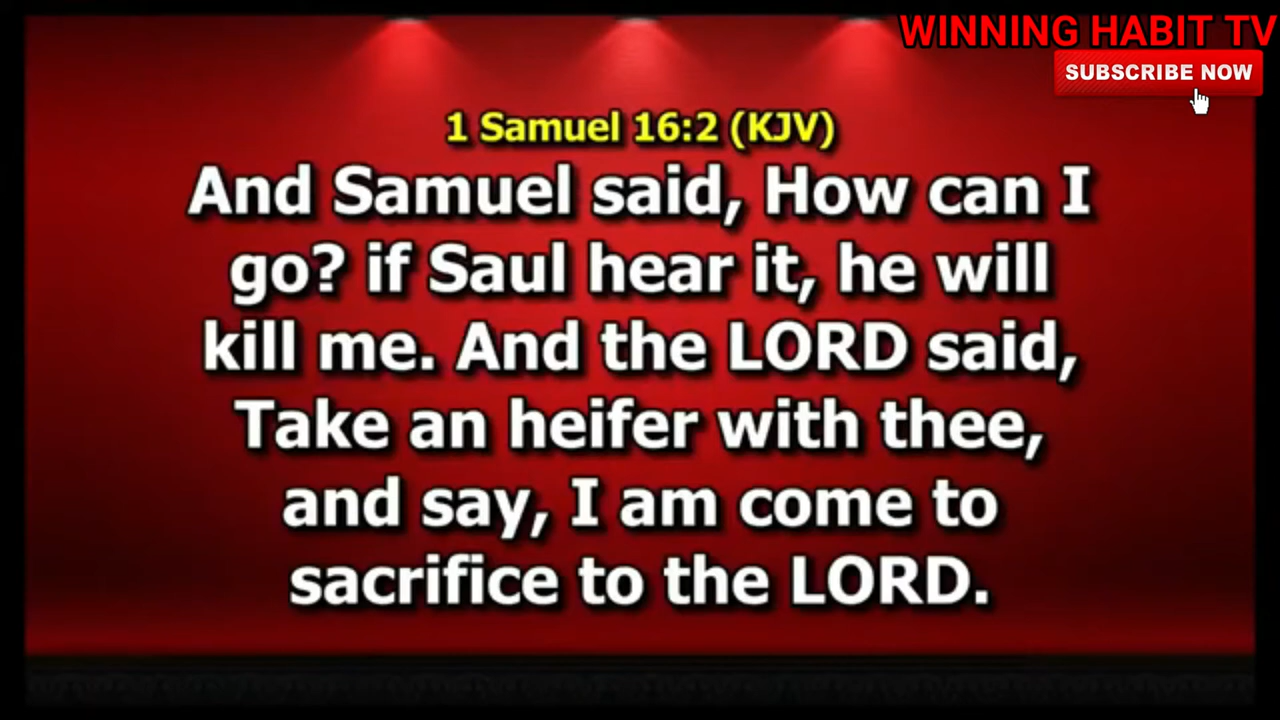 WINNING HABIT TV
SUBSCRIBE NOW
1 Samuel 16:2 (KJV)
And Samuel said, How can I
go? if Saul hear it, he will
kill me. And the LORD said,
Take an heifer with thee,
and say, I am come to
sacrifice to the LORD.